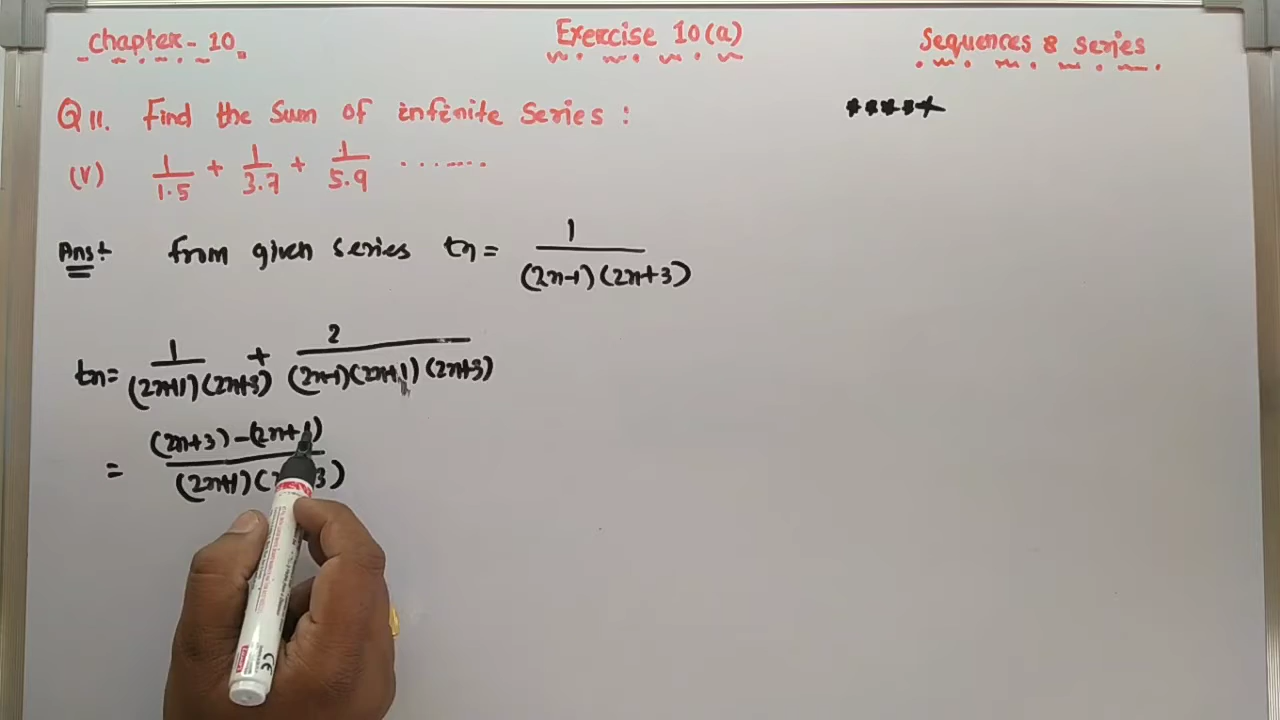 Chapter-10.
Exercise 10(a)
Sequences & Series
Q 11. Find the Sum of infinite Series :
(V) 1/1.5 + 1/3.7 + 1/5.9 ........
Ans: from given series tn = 1/(2n-1)(2n+3)
tn = 1/(2n+1)(2n+3) + 2/(2n-1)(2n+1)(2n+3)
= (2n+3)-(2n+1)/(2n+1)( 3)